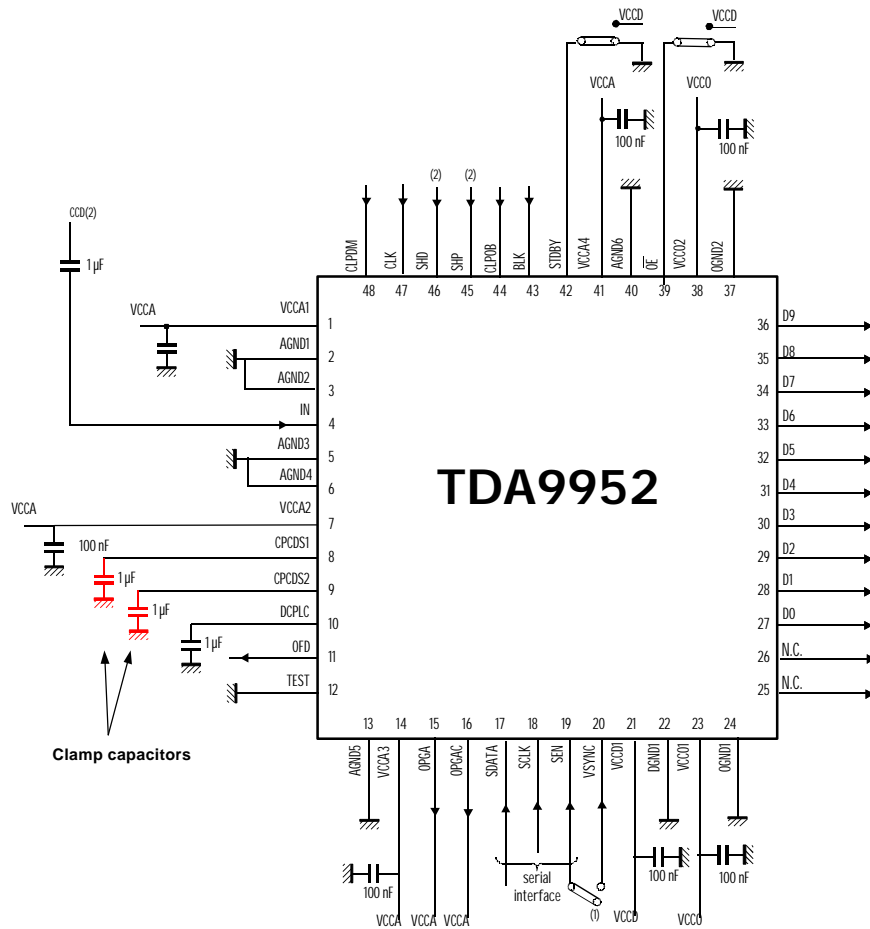 VCCD
VCCD
VCCA
VCCO
100 nF
100 nF
(2)
(2)
CCD(2)
1 µF
CLPDM
CLK
SHD
SHP
CLPOB
BLK
STDBY
VCCA4
AGND6
OE
VCCO2
OGND2
48
47
46
45
44
43
42
41
40
39
38
37
VCCA
VCCA1
1
AGND1
2
AGND2
3
IN
4
AGND3
5
AGND4
6
VCCA
VCCA2
7
100 nF
CPCDS1
8
1 µF
CPCDS2
9
1 µF
DCPLC
10
1 µF
OFD
11
TEST
12
Clamp capacitors
TDA9952
36
D9
35
D8
34
D7
33
D6
32
D5
31
D4
30
D3
29
D2
28
D1
27
D0
26
N.C.
25
N.C.
13
14
15
16
17
18
19
20
21
22
23
24
AGND5
VCCA3
OPGA
OPGAC
SDATA
SCLK
SEN
VSYNC
VCCD1
DGND1
VCCO1
OGND1
100 nF
serial
interface
(1)
100 nF
100 nF
VCCA
VCCA
VCCA
VCCD
VCCO